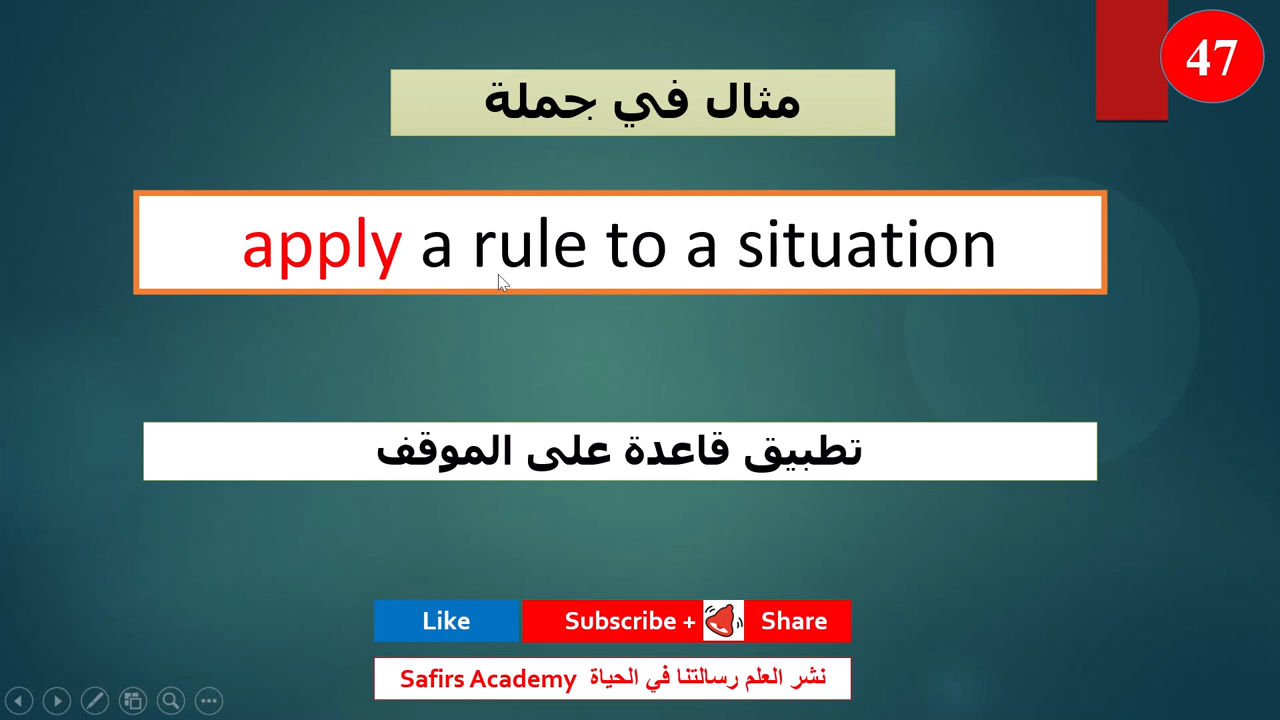 47
مثال في جملة
apply a rule to a situation
تطبيق قاعدة على الموقف
Like Subscribe + Share
Safirs Academy نشر العلم رسالتنا في الحياة